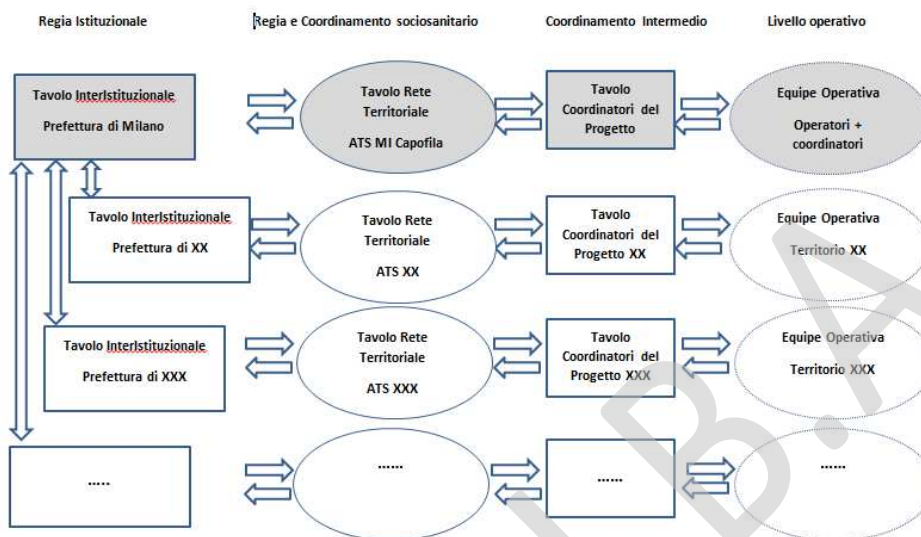 Regia Istituzionale
Regia e Coordinamento sociosanitario
Coordinamento Intermedio
Livello operativo
Tavolo InterIstituzionale
Prefettura di Milano
Tavolo Rete
Territoriale
ATS MI Capofila
Tavolo
Coordinatori del
Progetto
Equipe Operativa
Operatori +
coordinatori
Tavolo InterIstituzionale
Prefettura di XX
Tavolo Rete
Territoriale
ATS XX
Tavolo
Coordinatori del
Progetto XX
Equipe Operativa
Territorio XX
Tavolo InterIstituzionale
Prefettura di XXX
Tavolo Rete
Territoriale
ATS XXX
Tavolo
Coordinatori del
Progetto XXX
Equipe Operativa
Territorio XXX
.....
......
......
......
B.A